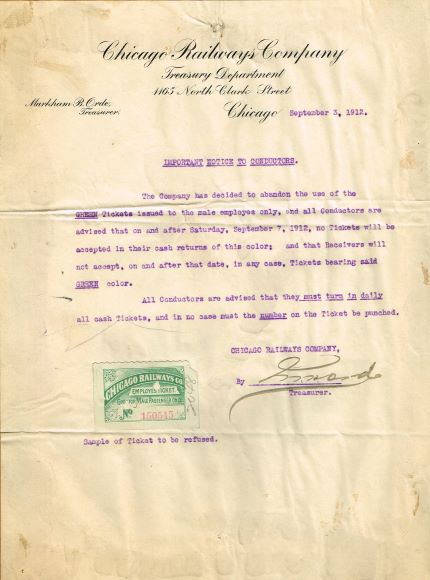 Chicago Railways Company
Treasury Department
1165 North Clark Street
Markham B. Orde,
Treasurer.
Chicago September 3, 1912.
IMPORTANT NOTICE TO CONDUCTORS.
The Company has decided to abandon the use of the
GREEN Tickets issued to the male employee only, and all Conductors are
advised that on and after Saturday, September 7, 1912, no Tickets will be
accepted in their cash returns of this color; and that Receivers will
not accept, on and after that date, in any case, Tickets bearing said
GREEN color.
All Conductors are advised that they must turn in daily
all cash Tickets, and in no case must the number on the Ticket be punched.
CHICAGO RAILWAYS COMPANY,
By
Treasurer.
CHICAGO RAILWAYS CO.
EMPLOYES TICKET.
MALE PASSENGER
No 150515
Sample of Ticket to be refused.